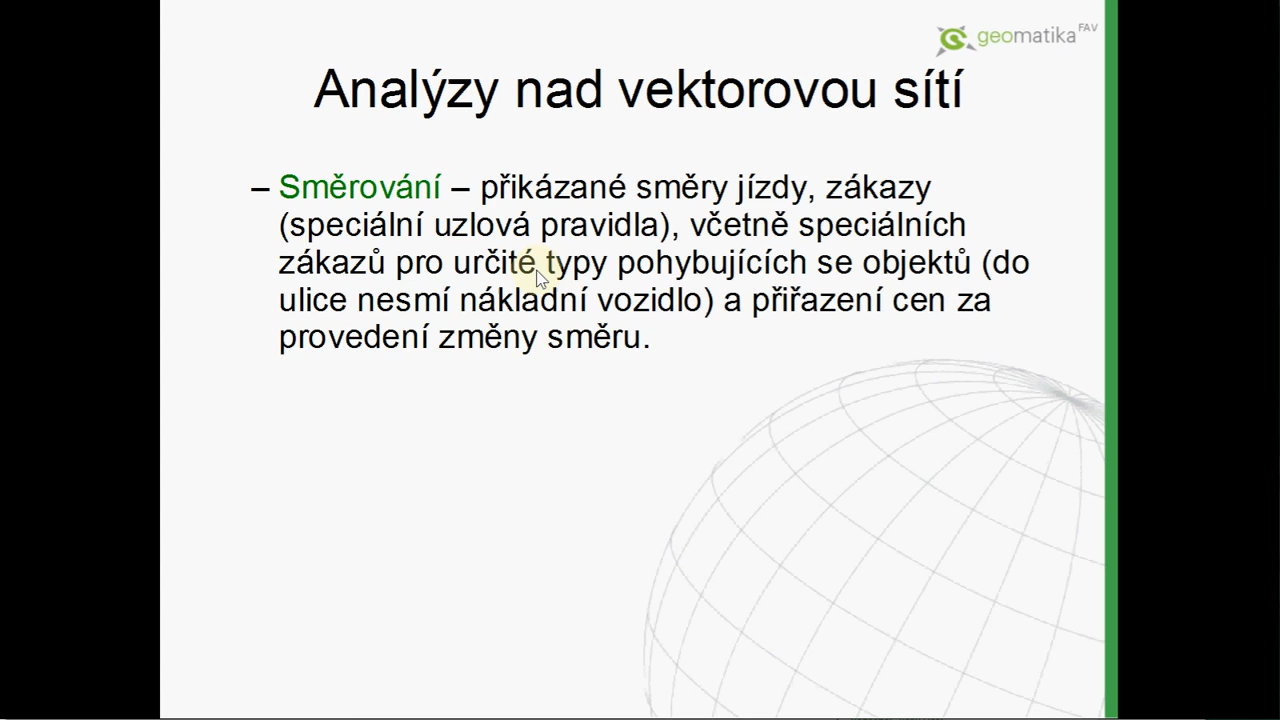 geomatika FAV
Analýzy nad vektorovou sítí
– Směrování – přikázané směry jízdy, zákazy
(speciální uzlová pravidla), včetně speciálních
zákazů pro určité typy pohybujících se objektů (do
ulice nesmí nákladní vozidlo) a přiřazení cen za
provedení změny směru.